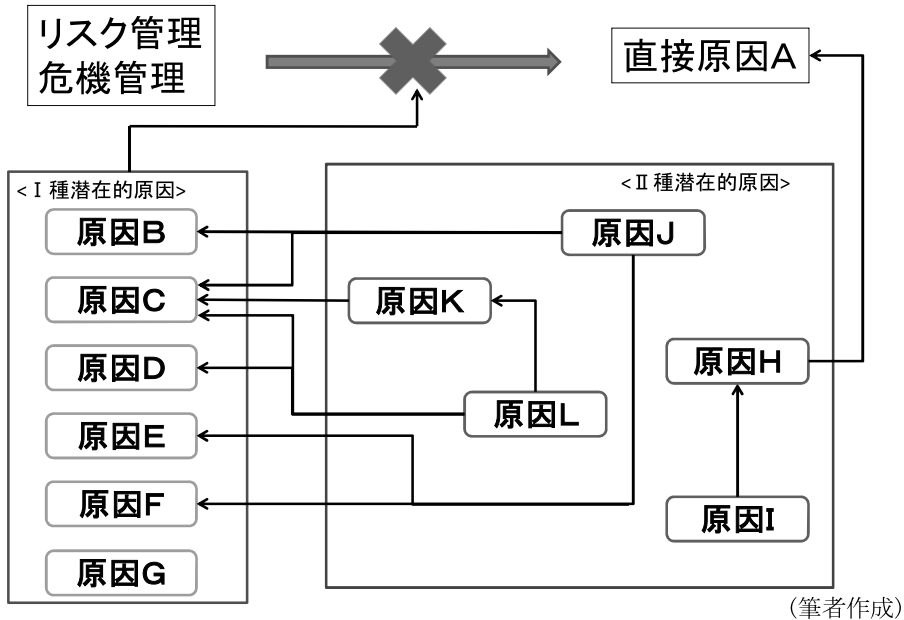 リスク管理
危機管理
直接原因A
<Ⅰ種潜在的原因>
原因B
原因C
原因D
原因E
原因F
原因G
<Ⅱ種潜在的原因>
原因J
原因K
原因H
原因L
原因I
(筆者作成)